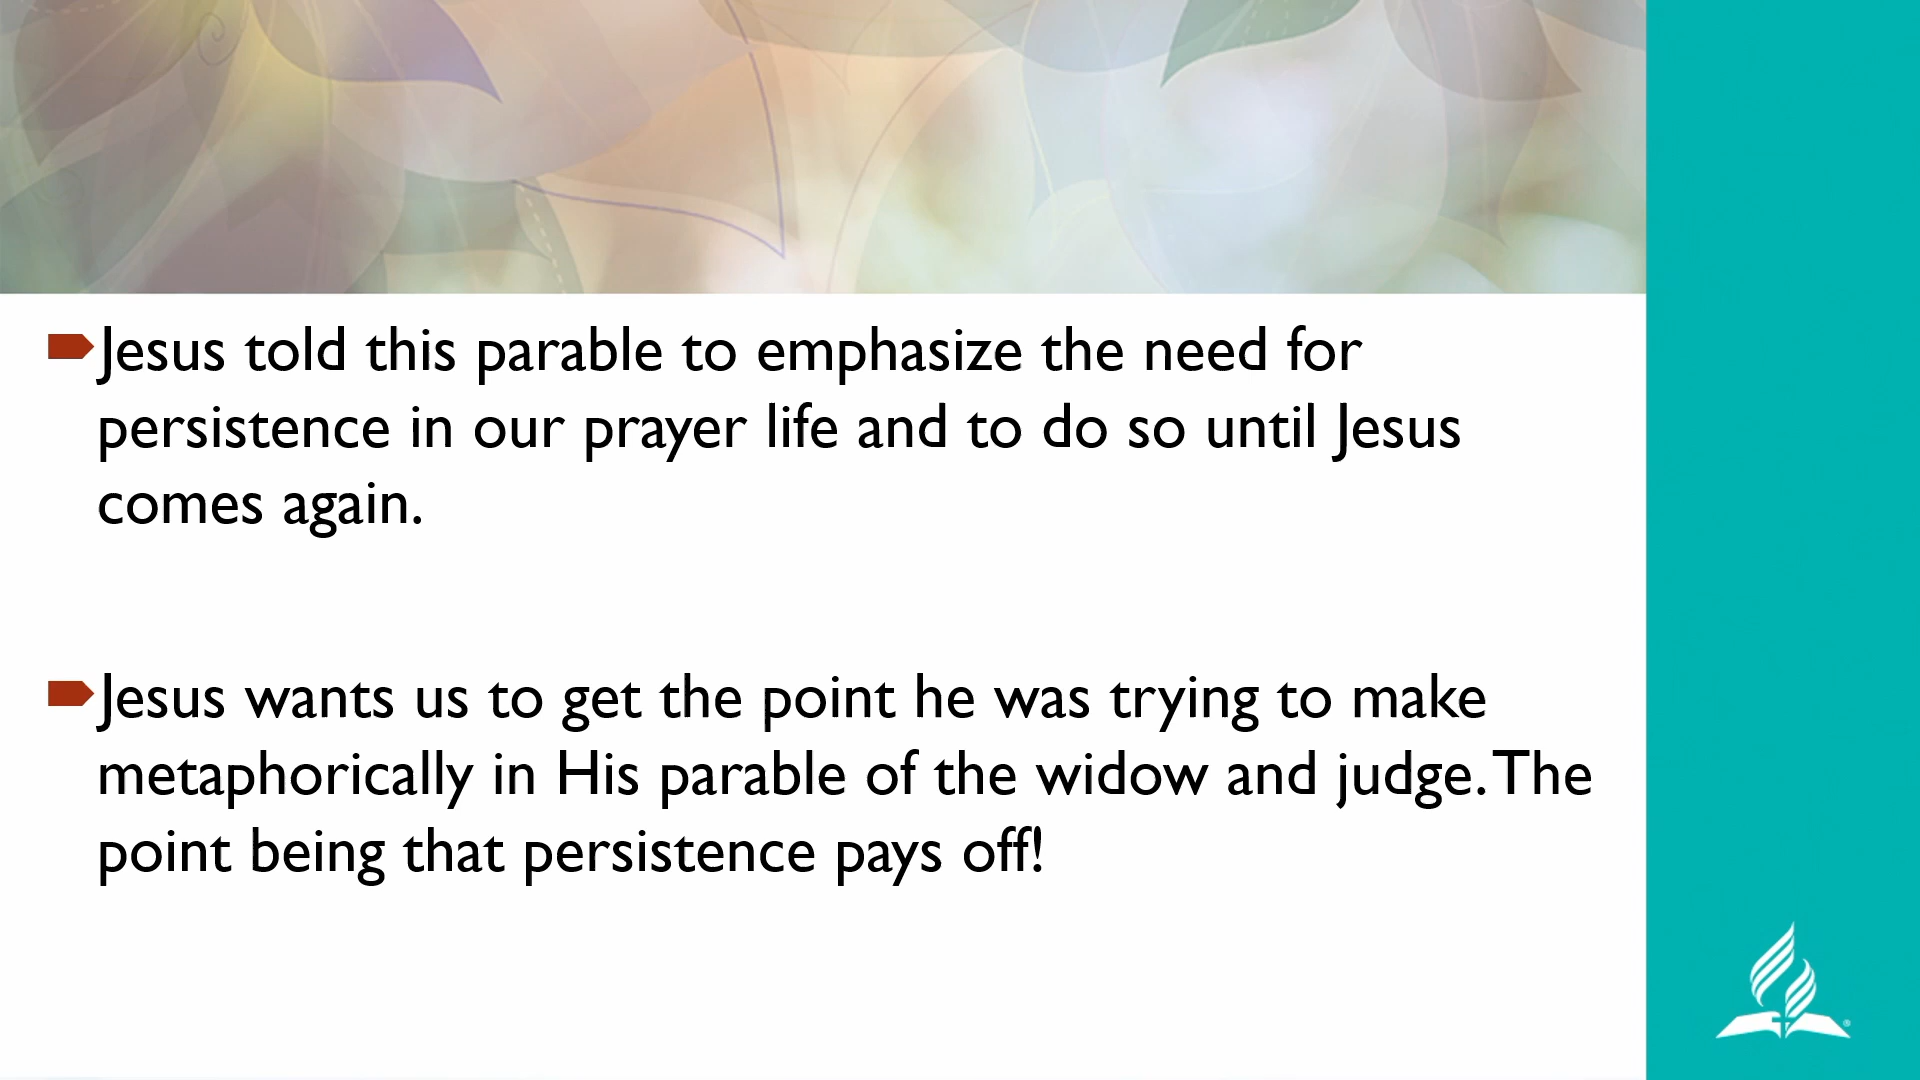 Jesus told this parable to emphasize the need for
persistence in our prayer life and to do so until Jesus
comes again.
Jesus wants us to get the point he was trying to make
metaphorically in His parable of the widow and judge. The
point being that persistence pays off!